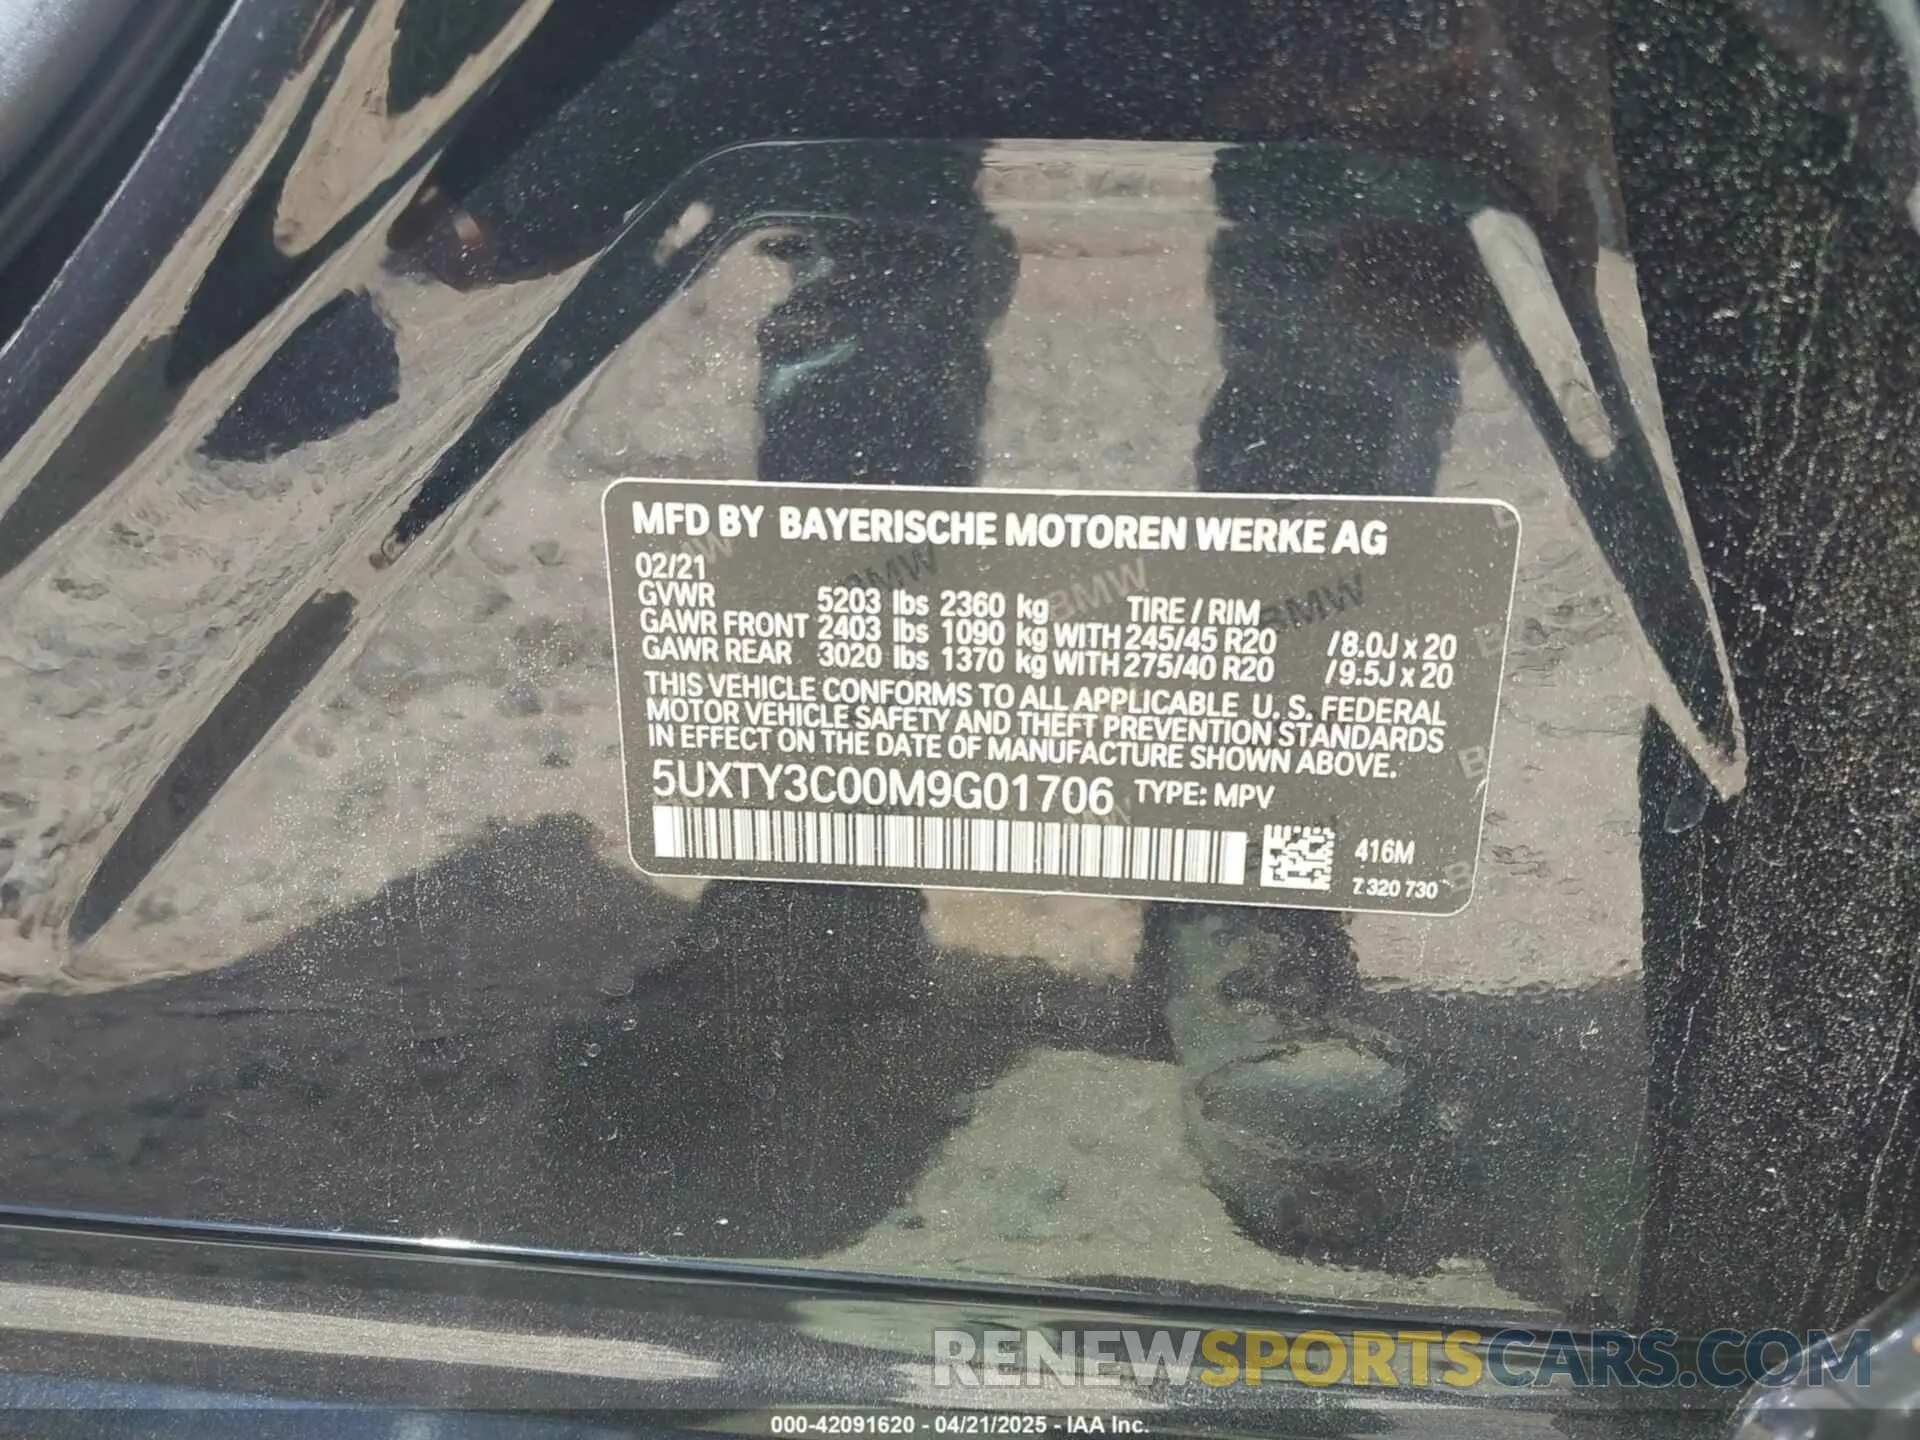 MFD BY BAYERISCHE MOTOREN WERKE AG
02/21
GVWR 5203 lbs 2360 kg TIRE / RIM
GAWR FRONT 2403 lbs 1090 kg WITH 245/45 R20 /8.0J x 20
GAWR REAR 3020 lbs 1370 kg WITH 275/40 R20 /9.5J x 20
THIS VEHICLE CONFORMS TO ALL APPLICABLE U. S. FEDERAL
MOTOR VEHICLE SAFETY AND THEFT PREVENTION STANDARDS
IN EFFECT ON THE DATE OF MANUFACTURE SHOWN ABOVE.
5UXTY3C00M9G01706 TYPE: MPV
416M
7 320 730
BMW BMW BMW
RENEWSPORTSCARS.COM
000-42091620 - 04/21/2025 - IAA Inc.